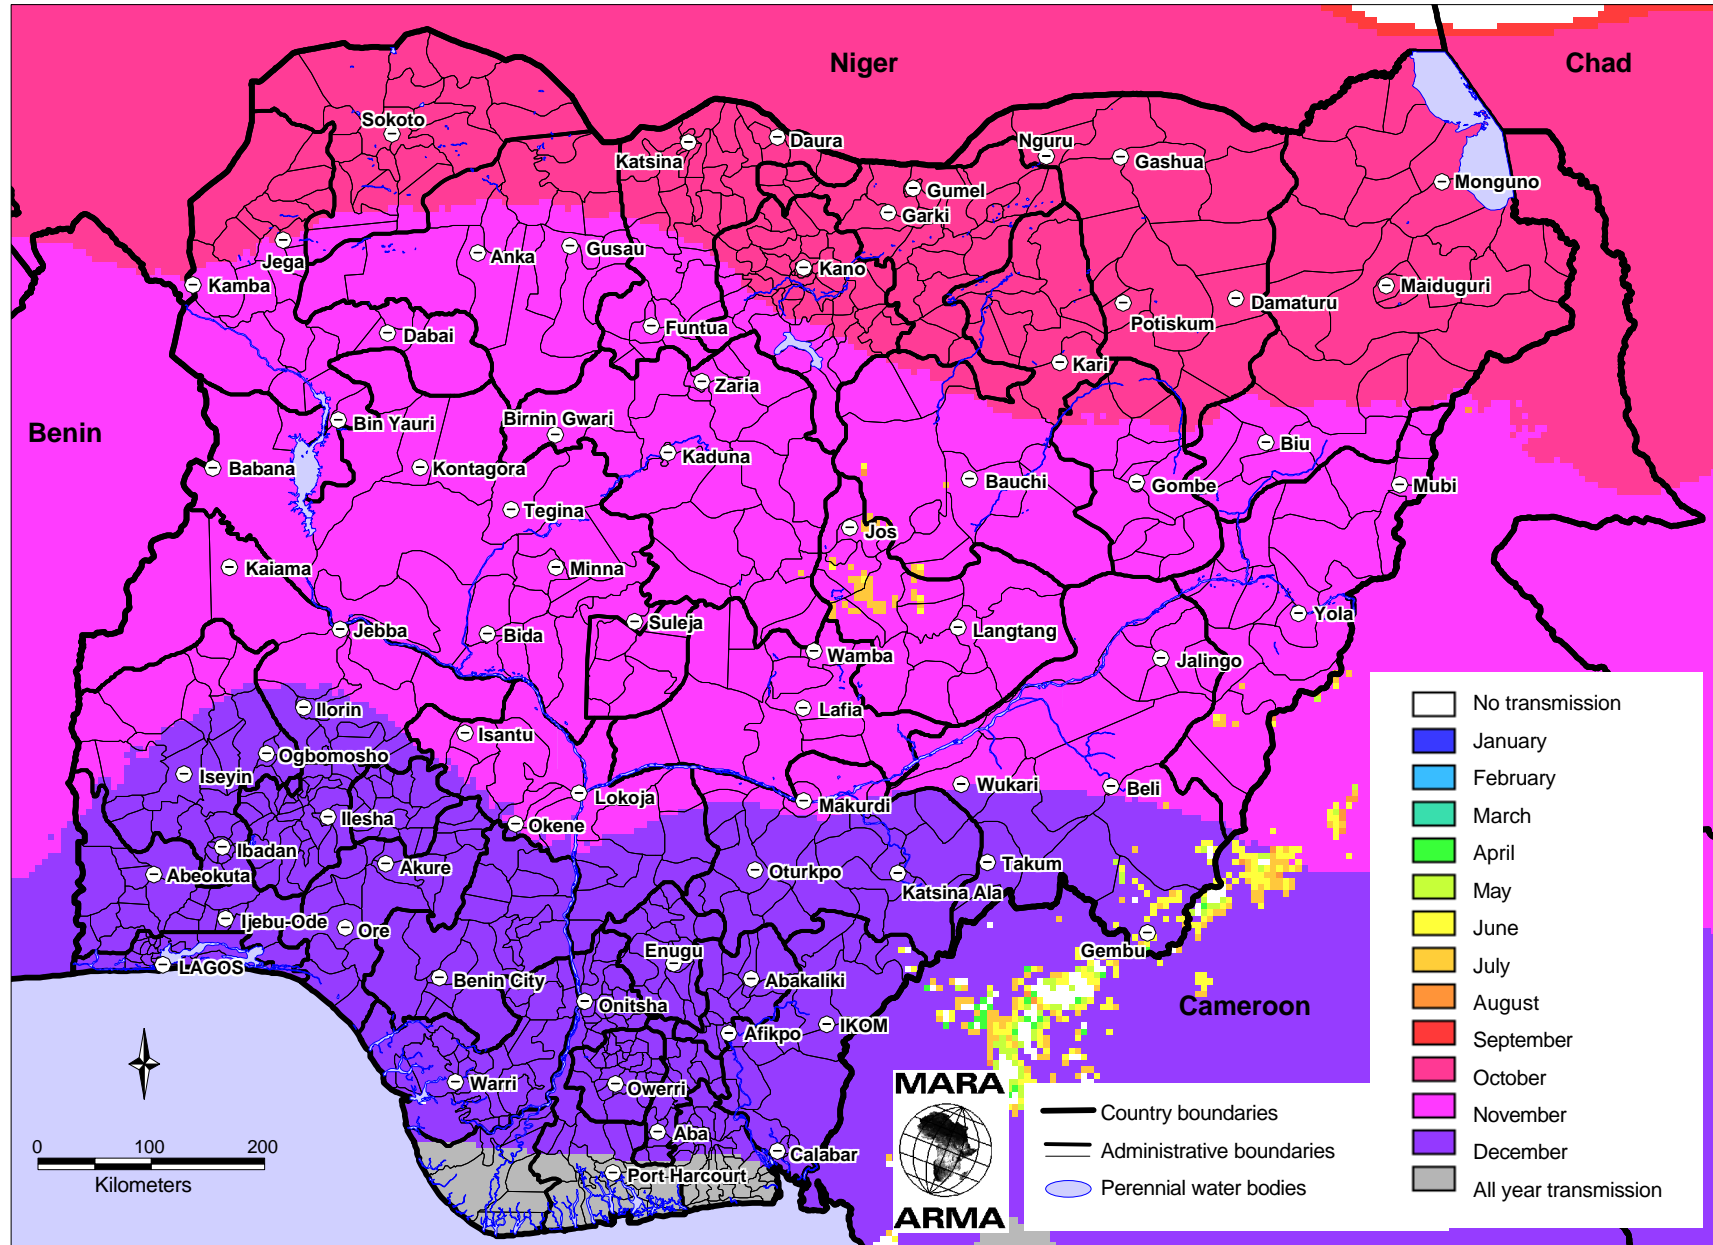 Niger
Chad
Sokoto
Katsina
Daura
Nguru
Gashua
Gumel
Monguno
Garki
Jega
Anka
Gusau
Kano
Kamba
Maiduguri
Damaturu
Potiskum
Dabai
Funtua
Kari
Zaria
Benin
Bin Yauri
Birnin Gwari
Biu
Babana
Kontagora
Kaduna
Bauchi
Gombe
Mubi
Tegina
Jos
Kaiama
Minna
Yola
Jebba
Bida
Suleja
Langtang
Wamba
Jalingo
Ilorin
Lafia
Isantu
Ogbomosho
Iseyin
Wukari
Beli
Lokoja
Makurdi
Ilesha
Okene
Ibadan
Akure
Abeokuta
Oturkpo
Takum
Katsina Ala
Ijebu-Ode
Ore
Enugu
Gembu
LAGOS
Benin City
Abakaliki
Onitsha
Cameroon
Afikpo
IKOM
Warri
Owerri
Aba
Calabar
Port-Harcourt
0 100 200
Kilometers
MARA
ARMA
Country boundaries
Administrative boundaries
Perennial water bodies
No transmission
January
February
March
April
May
June
July
August
September
October
November
December
All year transmission